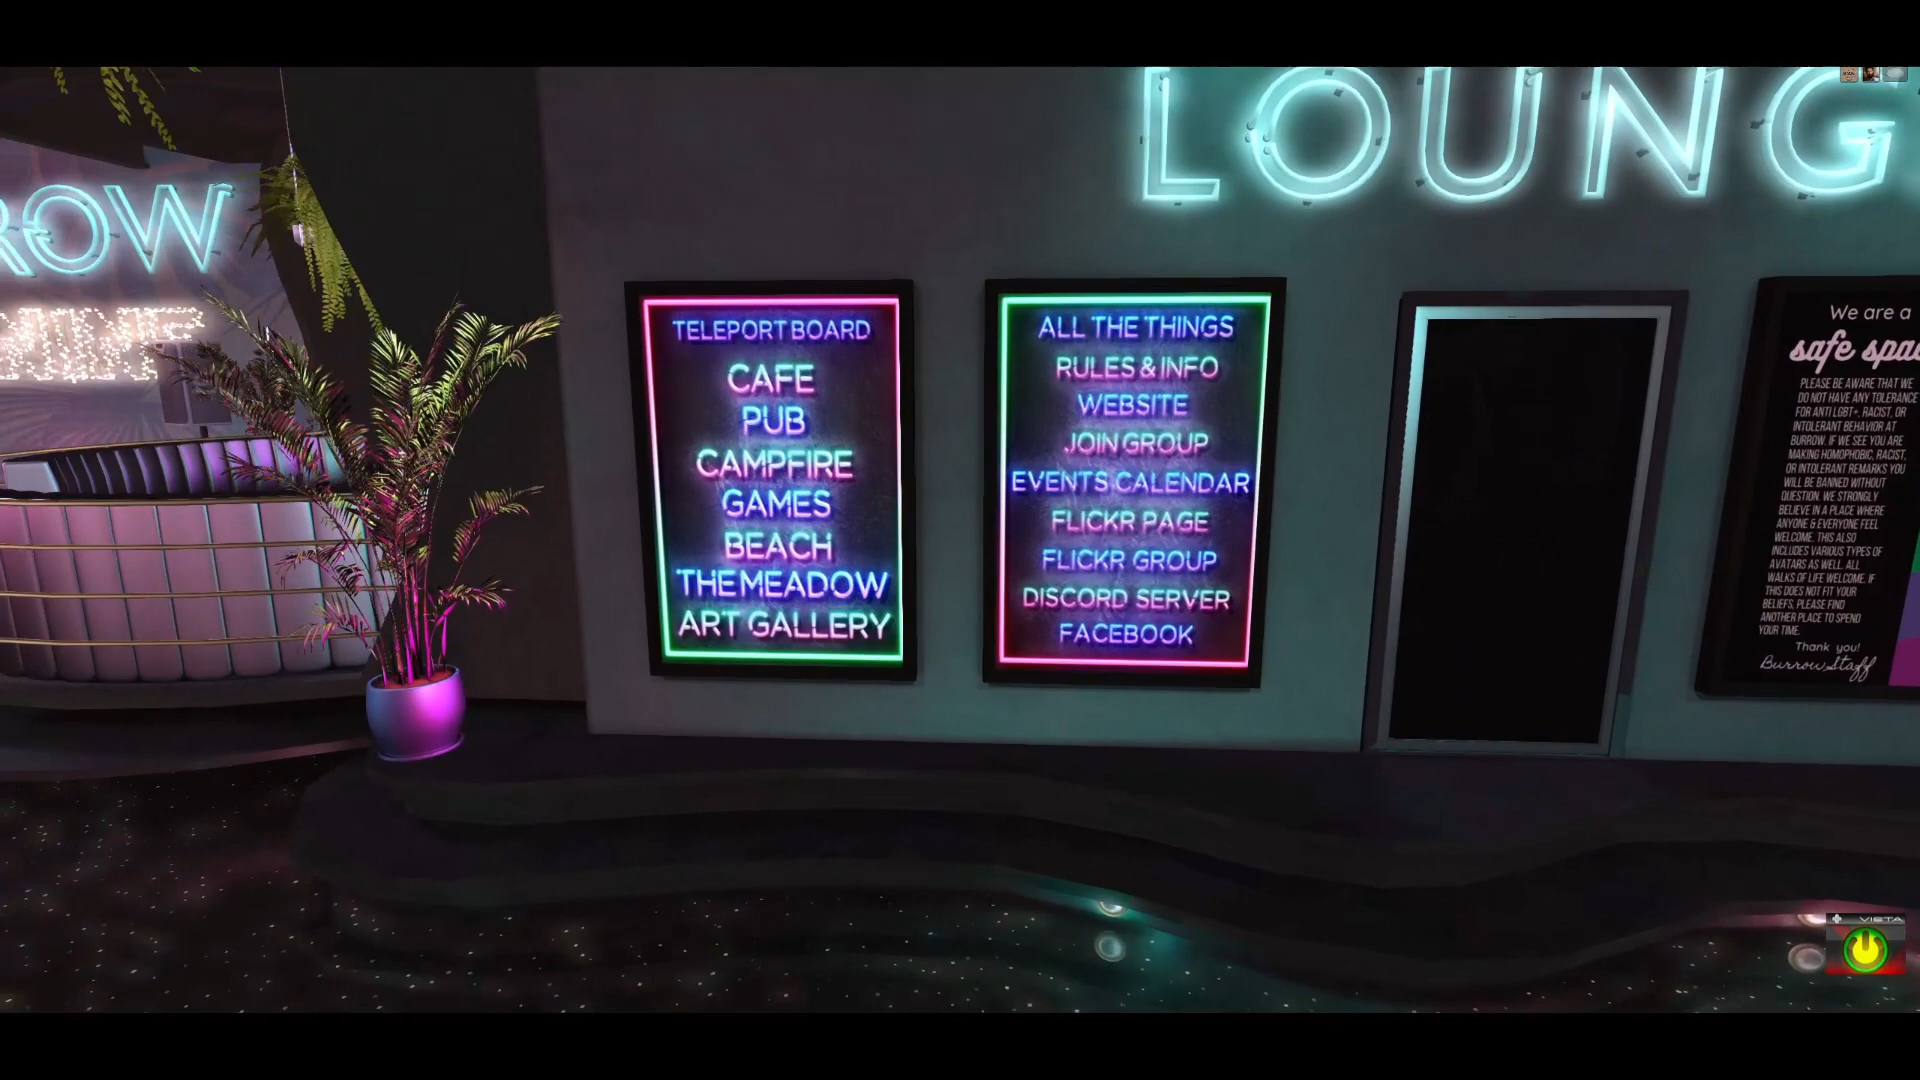 LOUNG
ROW
TELEPORT BOARD
CAFE
PUB
CAMPFIRE
GAMES
BEACH
THE MEADOW
ART GALLERY
ALL THE THINGS
RULES & INFO
WEBSITE
JOIN GROUP
EVENTS CALENDAR
FLICKR PAGE
FLICKR GROUP
DISCORD SERVER
FACEBOOK
We are a
safe spac
PLEASE BE AWARE THAT WE
DO NOT HAVE ANY TOLERANCE
FOR ANTI LGBT+, RACIST, OR
INTOLERANT BEHAVIOR AT
BURROW. IF WE SEE YOU ARE
MAKING HOMOPHOBIC, RACIST,
OR INTOLERANT REMARKS YOU
WILL BE BANNED WITHOUT
QUESTION. WE STRONGLY
BELIEVE IN A PLACE WHERE
ANYONE & EVERYONE FEEL
WELCOME. THIS ALSO
INCLUDES VARIOUS TYPES OF
AVATARS AS WELL. ALL
WALKS OF LIFE WELCOME. IF
THIS DOES NOT FIT YOUR
BELIEFS, PLEASE FIND
ANOTHER PLACE TO SPEND
YOUR TIME.
Thank you!
Burrow Staff
VISTA